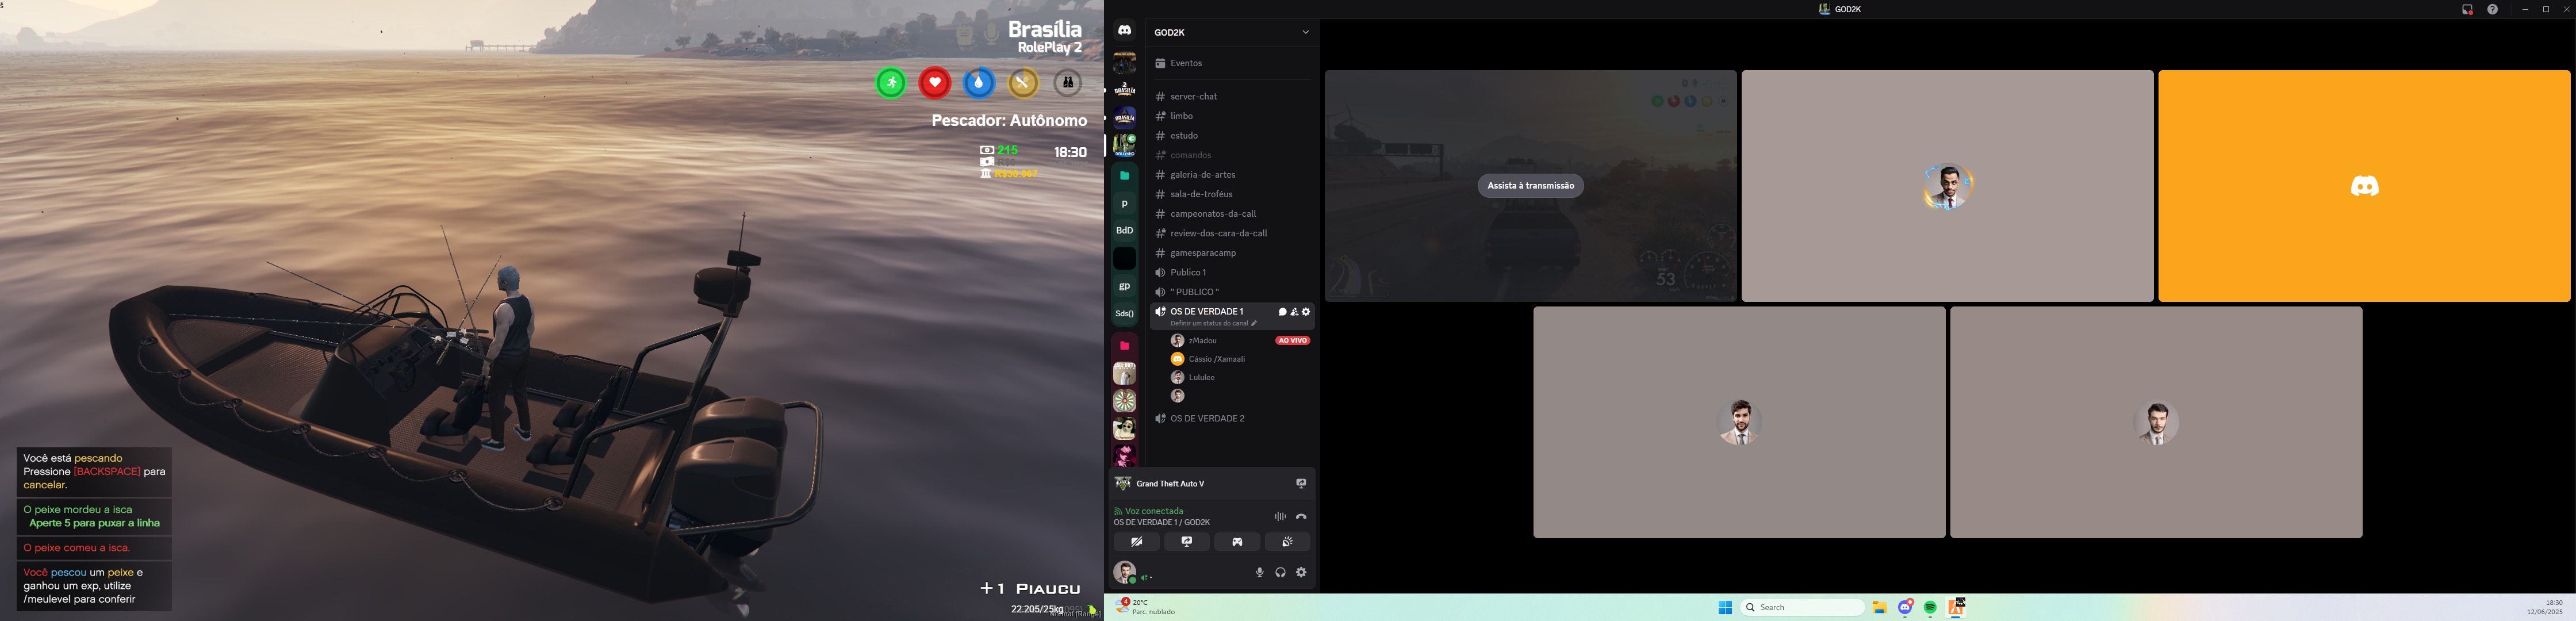 Brasília
RolePlay 2
Pescador: Autônomo
215
18:30
Você está pescando
Pressione [BACKSPACE] para
cancelar.
O peixe mordeu a isca
Aperte 5 para puxar a linha
O peixe comeu a isca.
Você pescou um peixe e
ganhou um exp, utilize
/meulevel para conferir
+1 Piaucu
22.205/25kg
GOD2K
GOD2K
Eventos
server-chat
limbo
estudo
comandos
galeria-de-artes
sala-de-troféus
campeonatos-da-call
review-dos-cara-da-call
gamesparacamp
Publico 1
" PUBLICO "
OS DE VERDADE 1
Definir um status do canal
zMadou
AO VIVO
Cássio /Xamaali
Lululee
OS DE VERDADE 2
p
BdD
gp
Sds()
Grand Theft Auto V
Voz conectada
OS DE VERDADE 1 / GOD2K
Assista à transmissão
53
4
20°C
Parc. nublado
Search
18:30
12/06/2025